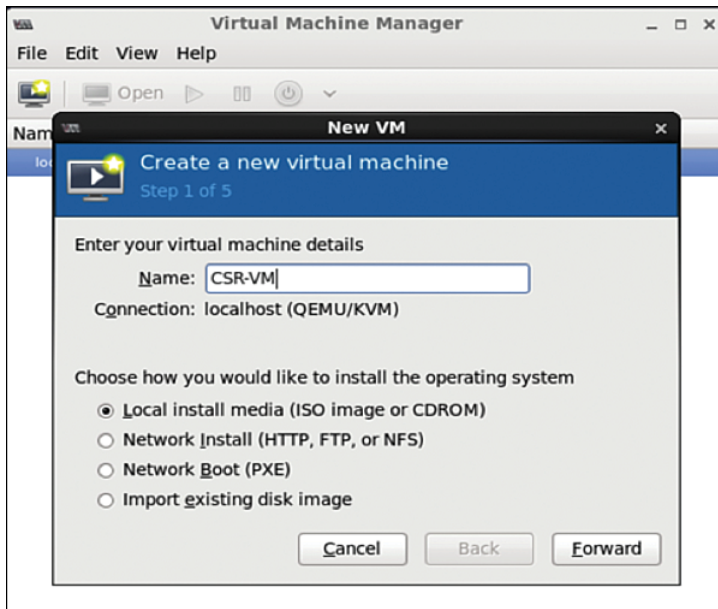 Virtual Machine Manager
File Edit View Help
Open
Nam
loc
New VM
Create a new virtual machine
Step 1 of 5
Enter your virtual machine details
Name: CSR-VM
Connection: localhost (QEMU/KVM)
Choose how you would like to install the operating system
Local install media (ISO image or CDROM)
Network Install (HTTP, FTP, or NFS)
Network Boot (PXE)
Import existing disk image
Cancel Back Forward